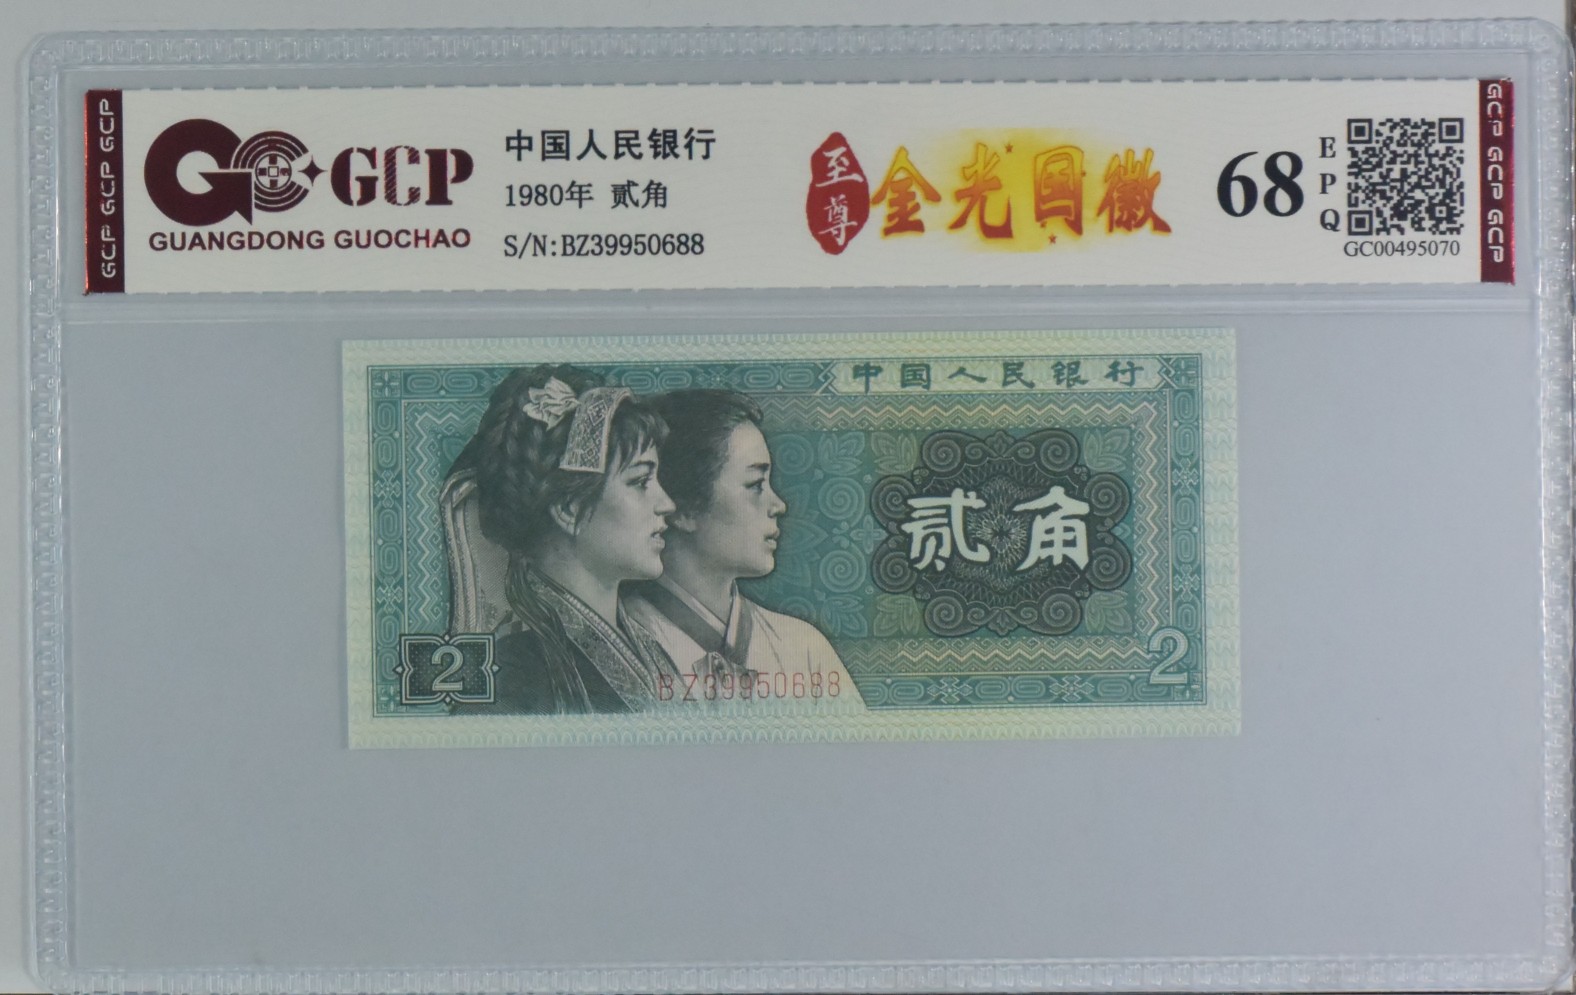 GCP GCP GCP
GCP
GUANGDONG GUOCHAO
中国人民银行
1980年 贰角
S/N:BZ39950688
至尊
金光国徽
68
EPQ
GC00495070
GCP GCP GCP
中国人民银行
贰角
2
BZ39950688
2